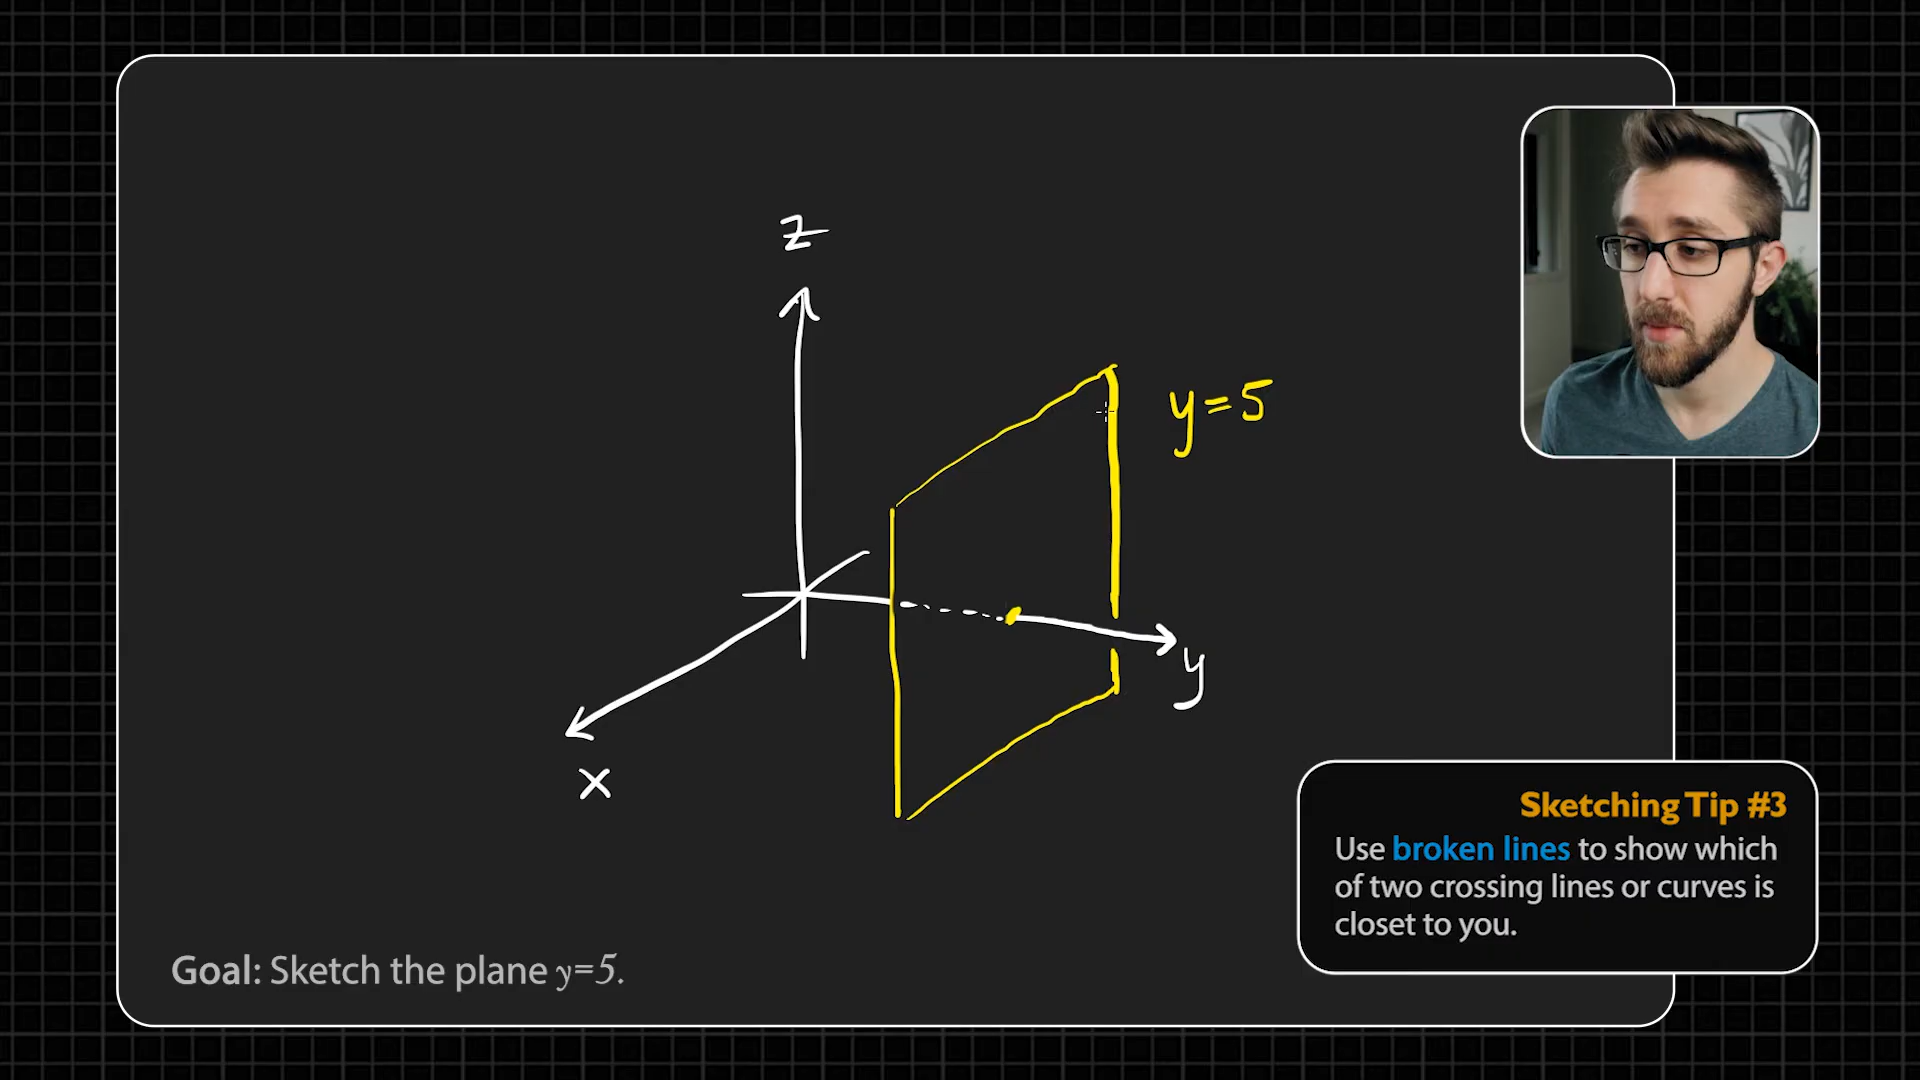 z
y=5
y
x
Sketching Tip #3
Use broken lines to show which
of two crossing lines or curves is
closet to you.
Goal: Sketch the plane y=5.